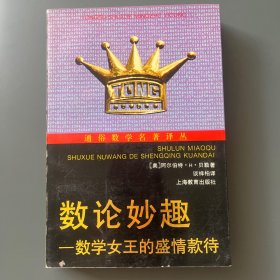 TONG
通俗数学名著译丛
SHULUN MIAOQU
SHUXUE NUWANG DE SHENGQING KUANDAI
[美]阿尔伯特·H·贝勒著
谈祥柏译
上海教育出版社
数论妙趣
—数学女王的盛情款待